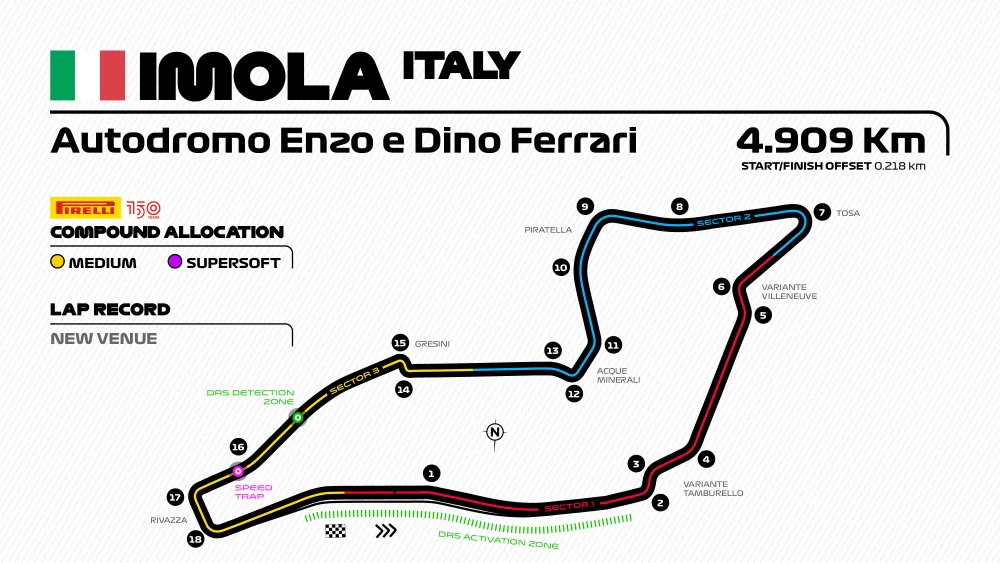 IMOLA ITALY
Autodromo Enzo e Dino Ferrari
4.909 Km
START/FINISH OFFSET 0.218 km
PIRELLI 150
YEARS
COMPOUND ALLOCATION
MEDIUM SUPERSOFT
LAP RECORD
NEW VENUE
9
8
SECTOR 2
7 TOSA
PIRATELLA
10
6
VARIANTE
VILLENEUVE
5
15 GRESINI
13
11
ACQUE
MINERALI
12
14
SECTOR 3
DRS DETECTION
ZONE
N
16
SPEED
TRAP
17
RIVAZZA
18
1
3
4
VARIANTE
TAMBURELLO
2
SECTOR 1
DRS ACTIVATION ZONE